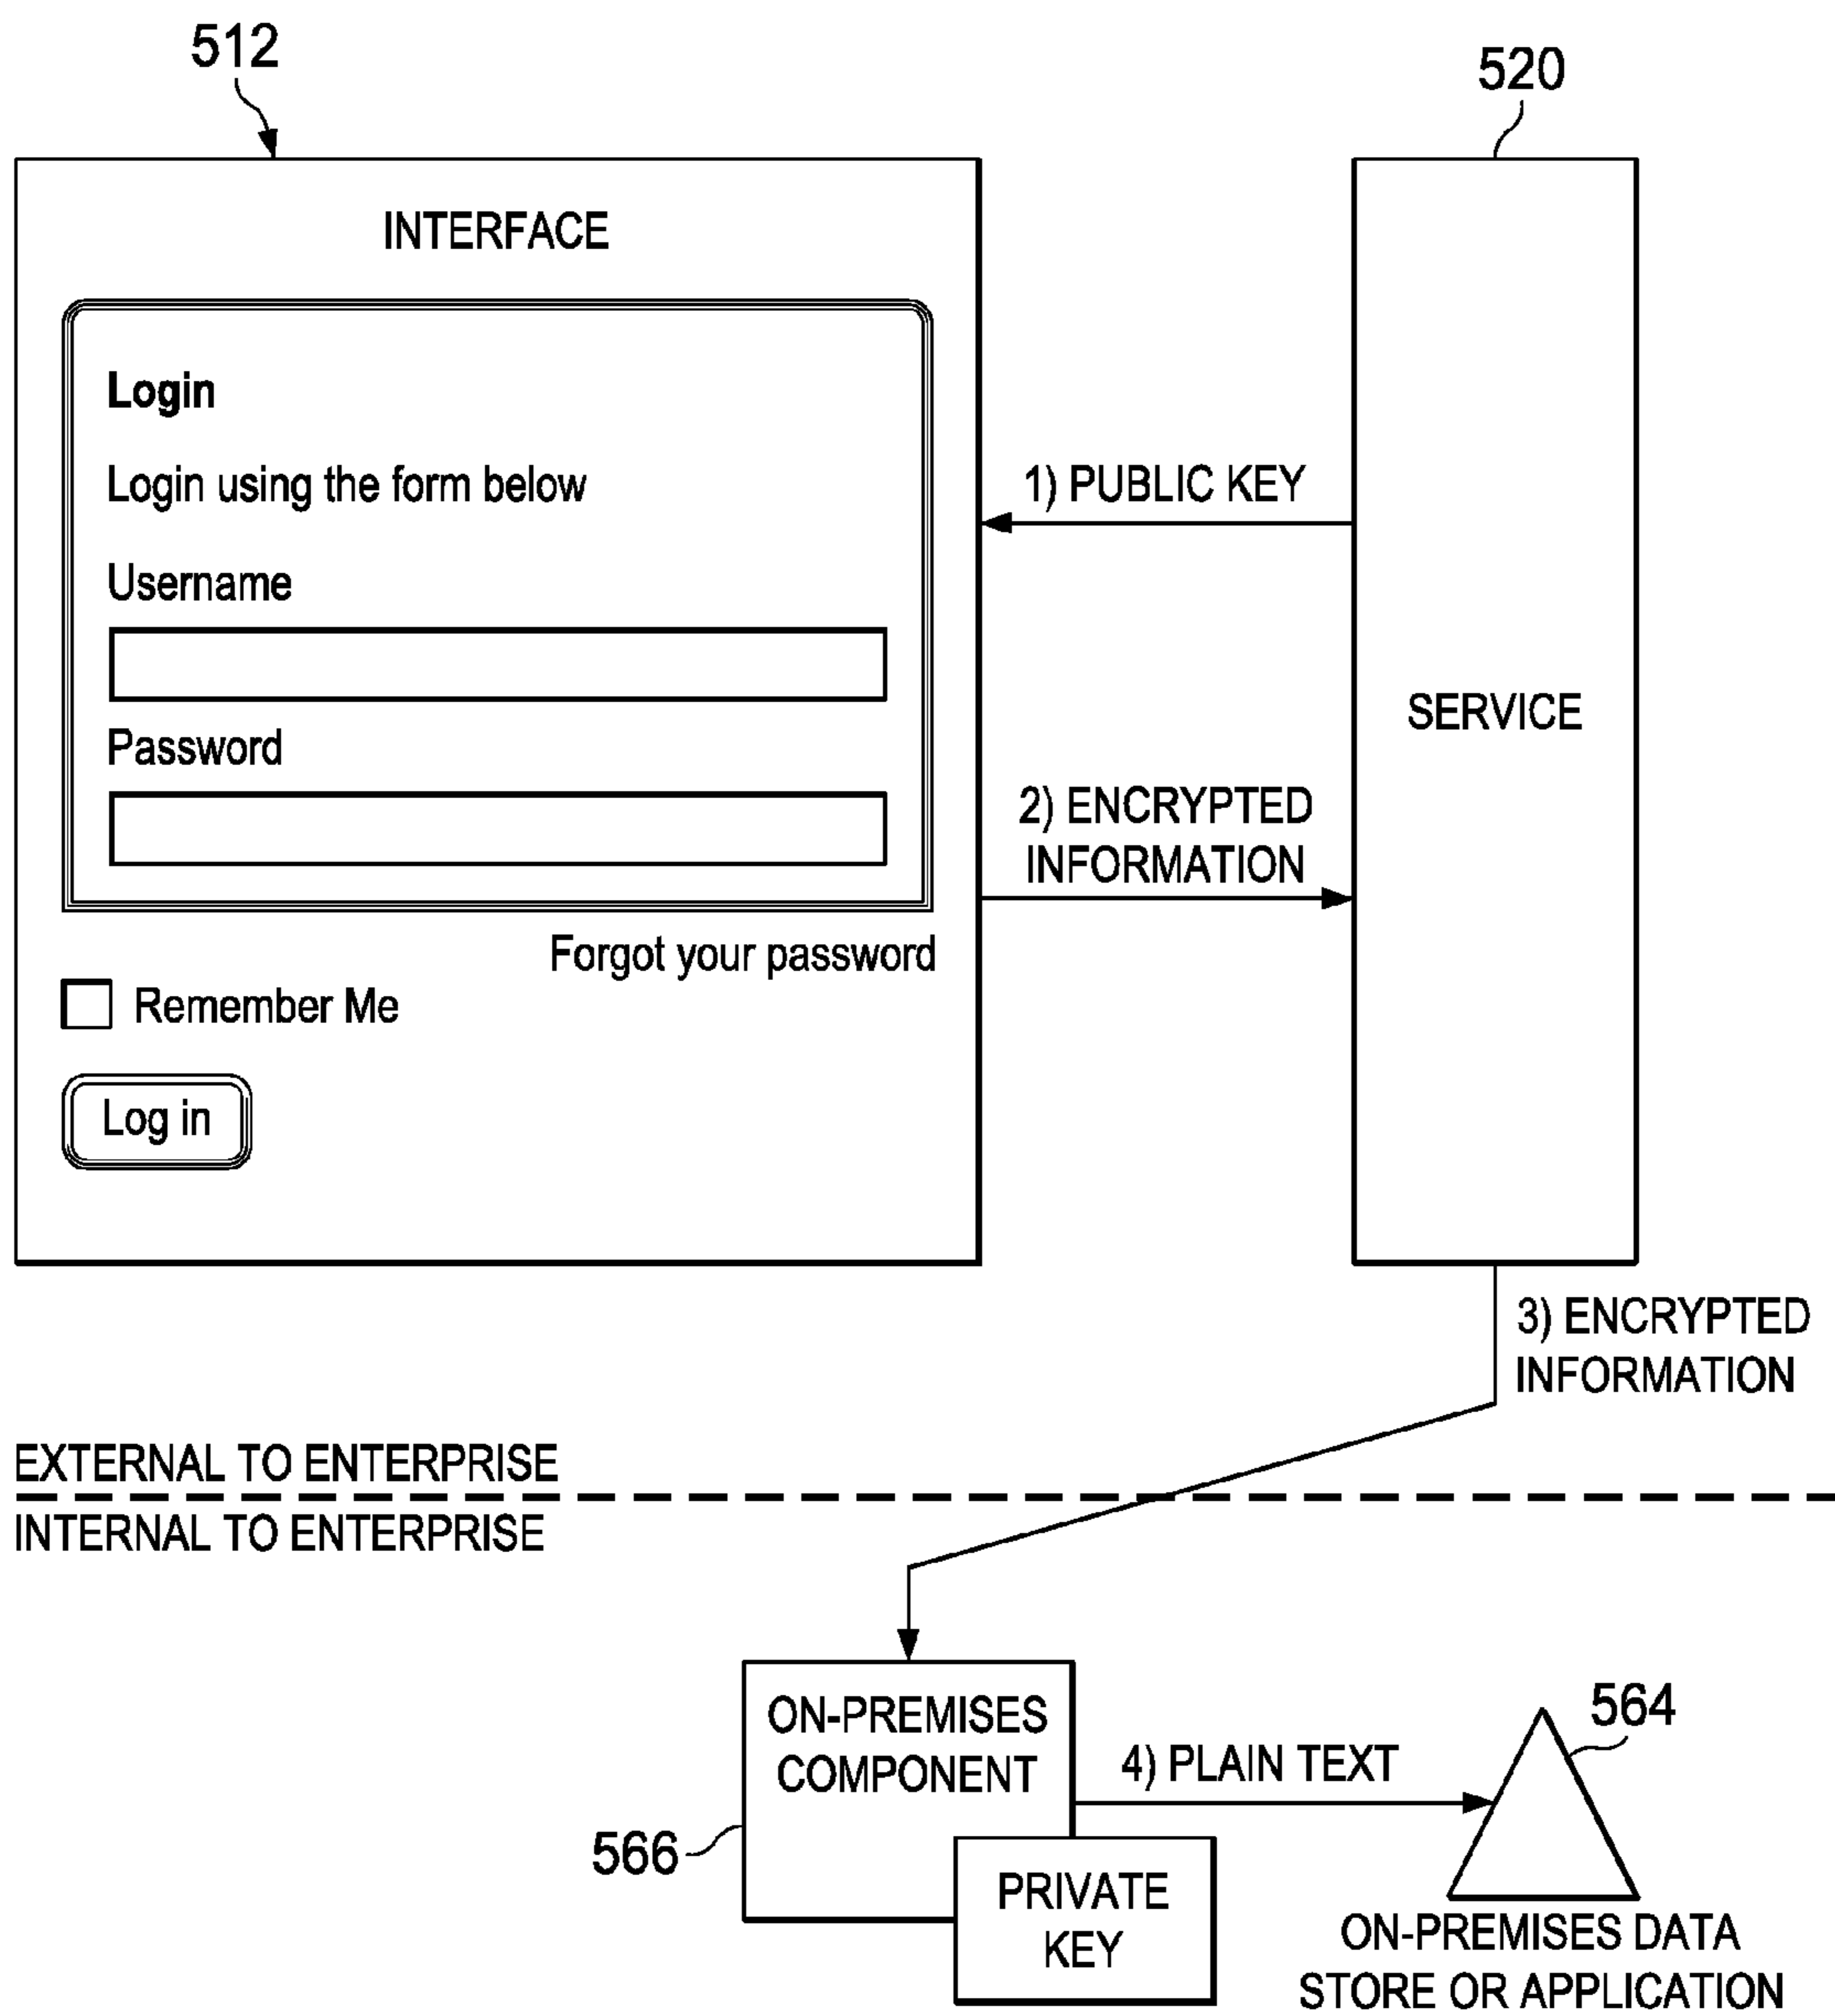 512
520
INTERFACE
Login
Login using the form below
Username
Password
Forgot your password
Remember Me
Log in
1) PUBLIC KEY
2) ENCRYPTED
INFORMATION
SERVICE
3) ENCRYPTED
INFORMATION
EXTERNAL TO ENTERPRISE
INTERNAL TO ENTERPRISE
ON-PREMISES
COMPONENT
566
PRIVATE
KEY
4) PLAIN TEXT
564
ON-PREMISES DATA
STORE OR APPLICATION